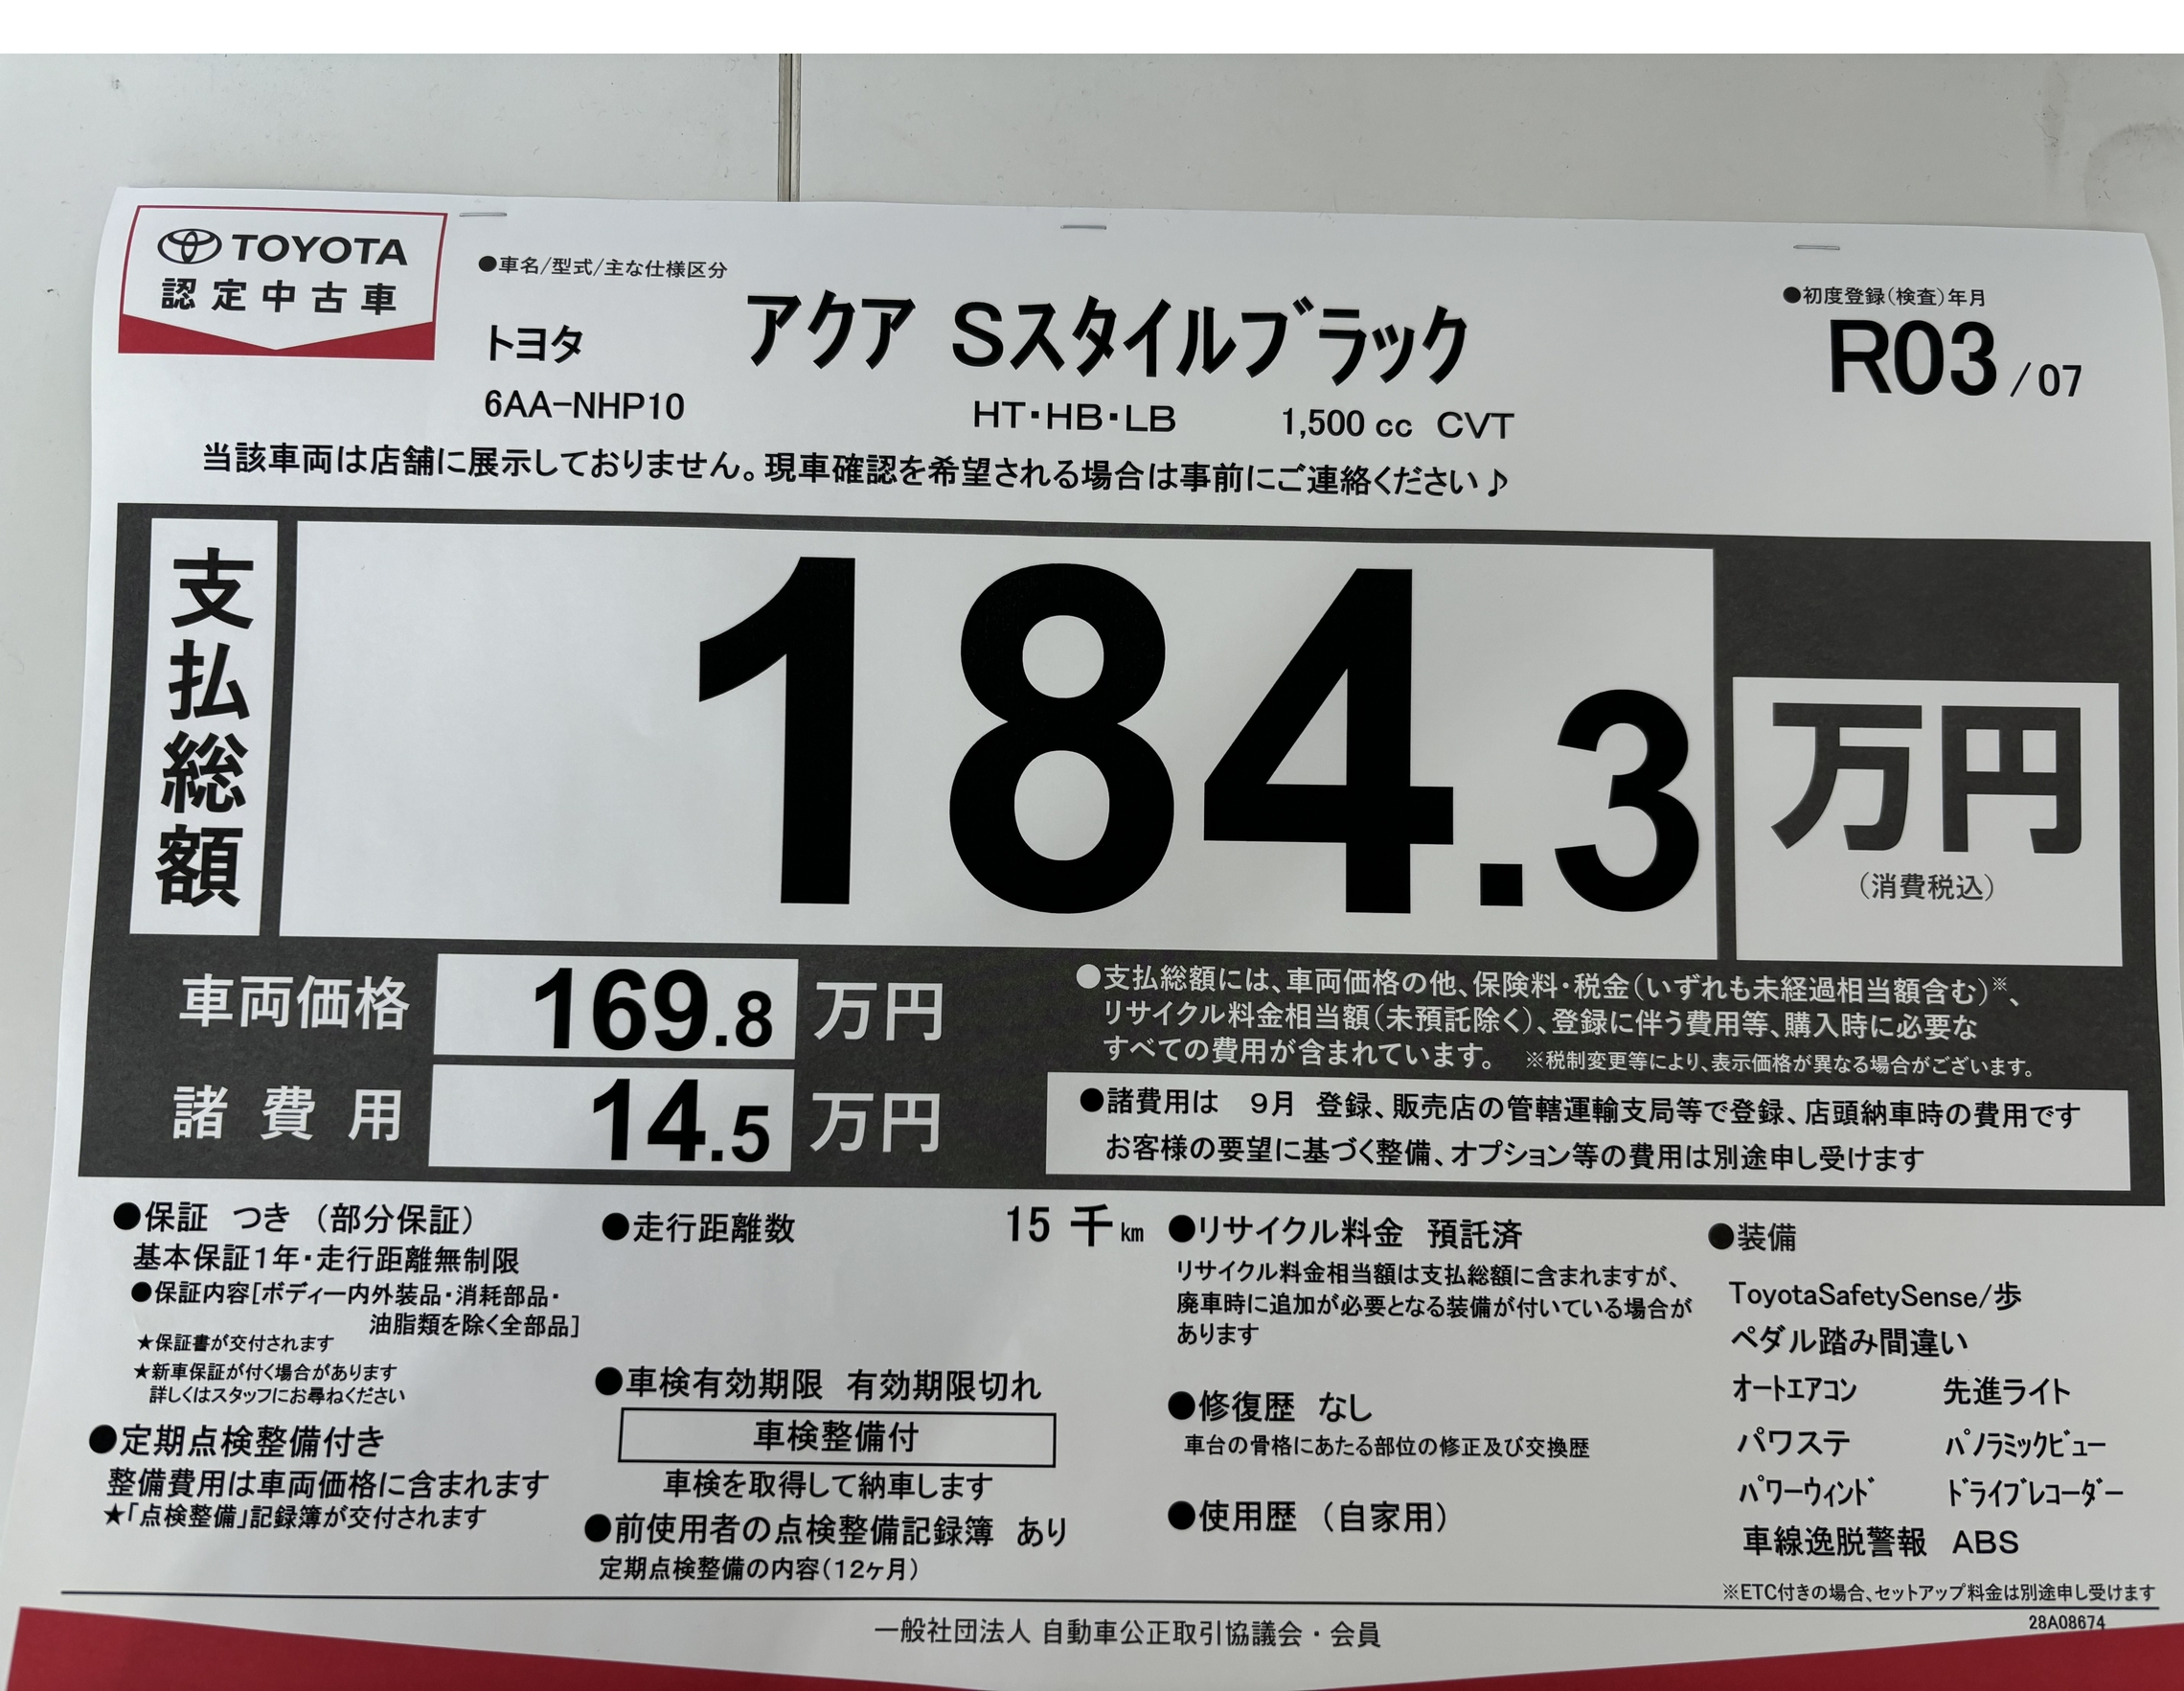 TOYOTA
認定中古車
●車名/型式/主な仕様区分
トヨタ アクア Sスタイルブラック
6AA-NHP10 HT・HB・LB 1,500 cc CVT
●初度登録(検査)年月
R03/07
当該車両は店舗に展示しておりません。現車確認を希望される場合は事前にご連絡ください♪
支払総額
184.3
万円
(消費税込)
車両価格 169.8 万円
諸費用 14.5 万円
●支払総額には、車両価格の他、保険料・税金(いずれも未経過相当額含む)※、
リサイクル料金相当額(未預託除く)、登録に伴う費用等、購入時に必要な
すべての費用が含まれています。 ※税制変更等により、表示価格が異なる場合がございます。
●諸費用は 9月 登録、販売店の管轄運輸支局等で登録、店頭納車時の費用です
お客様の要望に基づく整備、オプション等の費用は別途申し受けます
●保証 つき (部分保証)
基本保証1年・走行距離無制限
●保証内容[ボディー内外装品・消耗部品・
油脂類を除く全部品]
★保証書が交付されます
★新車保証が付く場合があります
詳しくはスタッフにお尋ねください
●定期点検整備付き
整備費用は車両価格に含まれます
★「点検整備」記録簿が交付されます
●走行距離数 15 千km
●車検有効期限 有効期限切れ
車検整備付
車検を取得して納車します
●前使用者の点検整備記録簿 あり
定期点検整備の内容(12ヶ月)
●リサイクル料金 預託済
リサイクル料金相当額は支払総額に含まれますが、
廃車時に追加が必要となる装備が付いている場合が
あります
●修復歴 なし
車台の骨格にあたる部位の修正及び交換歴
●使用歴 (自家用)
●装備
ToyotaSafetySense/歩
ペダル踏み間違い
オートエアコン 先進ライト
パワステ パノラミックビュー
パワーウィンド ドライブレコーダー
車線逸脱警報 ABS
※ETC付きの場合、セットアップ料金は別途申し受けます
28A08674
一般社団法人 自動車公正取引協議会・会員